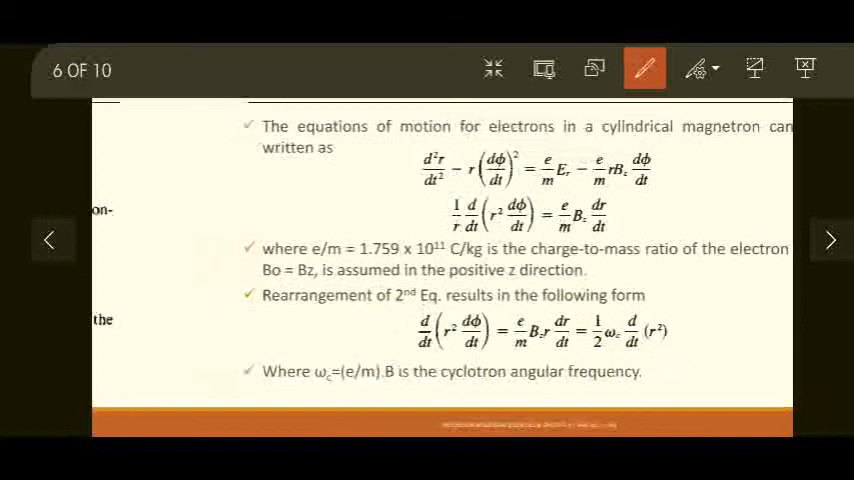 6 OF 10
✓ The equations of motion for electrons in a cylindrical magnetron can
written as
d²r/dt² − r(dϕ/dt)² = e/m E_r − e/m rB_z dϕ/dt
on-
1/r d/dt (r² dϕ/dt) = e/m B_z dr/dt
✓ where e/m = 1.759 x 10¹¹ C/kg is the charge-to-mass ratio of the electron
Bo = Bz, is assumed in the positive z direction.
✓ Rearrangement of 2ⁿᵈ Eq. results in the following form
the
d/dt (r² dϕ/dt) = e/m B_z r dr/dt = 1/2 ω_c d/dt (r²)
✓ Where ω_c=(e/m).B is the cyclotron angular frequency.